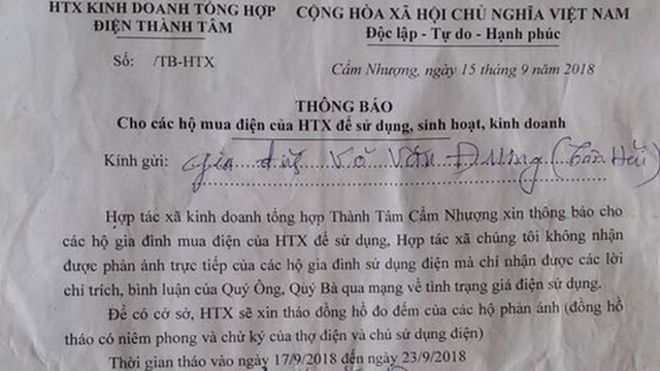 HTX KINH DOANH TỔNG HỢP
ĐIỆN THÀNH TÂM
Số: /TB-HTX
CỘNG HÒA XÃ HỘI CHỦ NGHĨA VIỆT NAM
Độc lập - Tự do - Hạnh phúc
Cẩm Nhượng, ngày 15 tháng 9 năm 2018
THÔNG BÁO
Cho các hộ mua điện của HTX để sử dụng, sinh hoạt, kinh doanh
Kính gửi: Gia đình Võ Văn
Hợp tác xã kinh doanh tổng hợp Thành Tâm Cẩm Nhượng xin thông báo cho
các hộ gia đình mua điện của HTX để sử dụng, Hợp tác xã chúng tôi không nhận
được phản ánh trực tiếp của các hộ gia đình sử dụng điện mà chỉ nhận được các lời
chỉ trích, bình luận của Quý Ông, Quý Bà qua mạng về tình trạng giá điện sử dụng.
Để có cở sở, HTX sẽ xin tháo đồng hồ đo đếm của các hộ phản ánh (đồng hồ
tháo có niêm phong và chữ ký của thợ điện và chủ sử dụng điện)
Thời gian tháo vào ngày 17/9/2018 đến ngày 23/9/2018